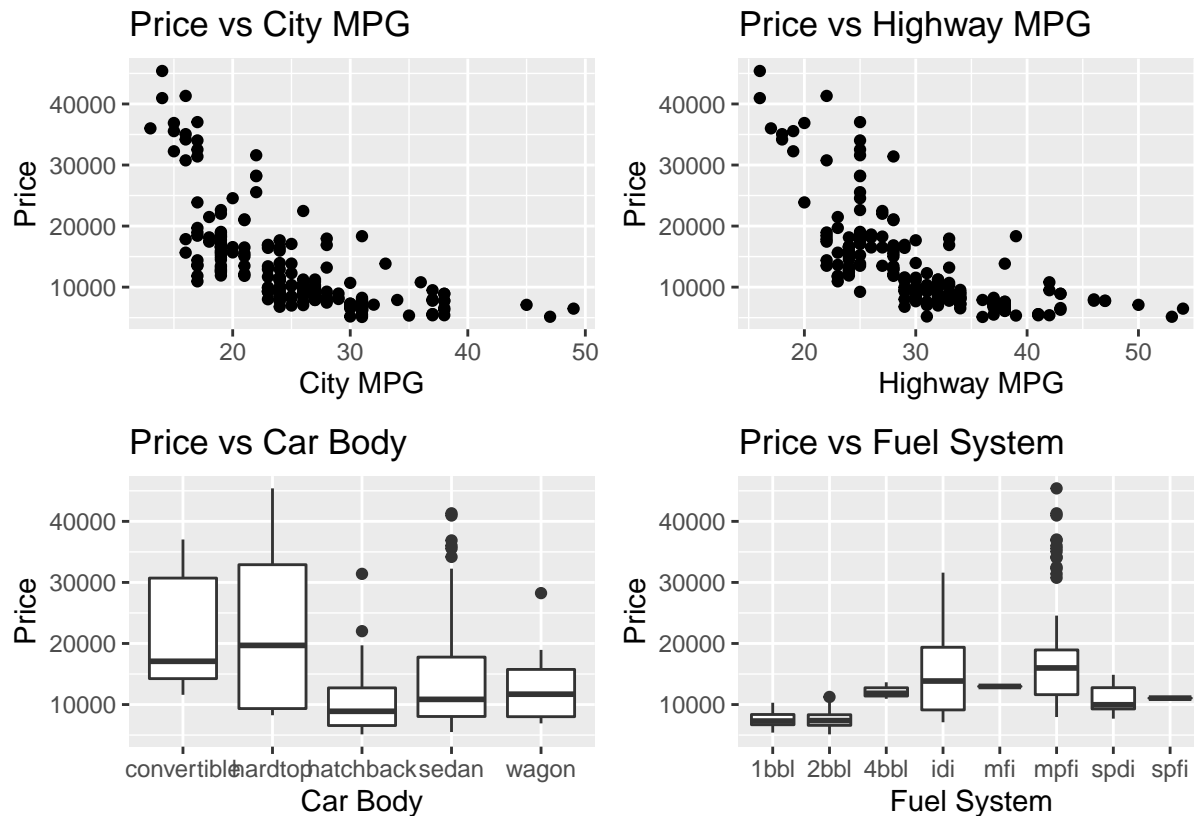 Price vs City MPG
40000
30000
20000
10000
Price
20 30 40 50
City MPG
Price vs Highway MPG
40000
30000
20000
10000
Price
20 30 40 50
Highway MPG
Price vs Car Body
40000
30000
20000
10000
Price
convertible hardtop hatchback sedan wagon
Car Body
Price vs Fuel System
40000
30000
20000
10000
Price
1bbl 2bbl 4bbl idi mfi mpfi spdi spfi
Fuel System